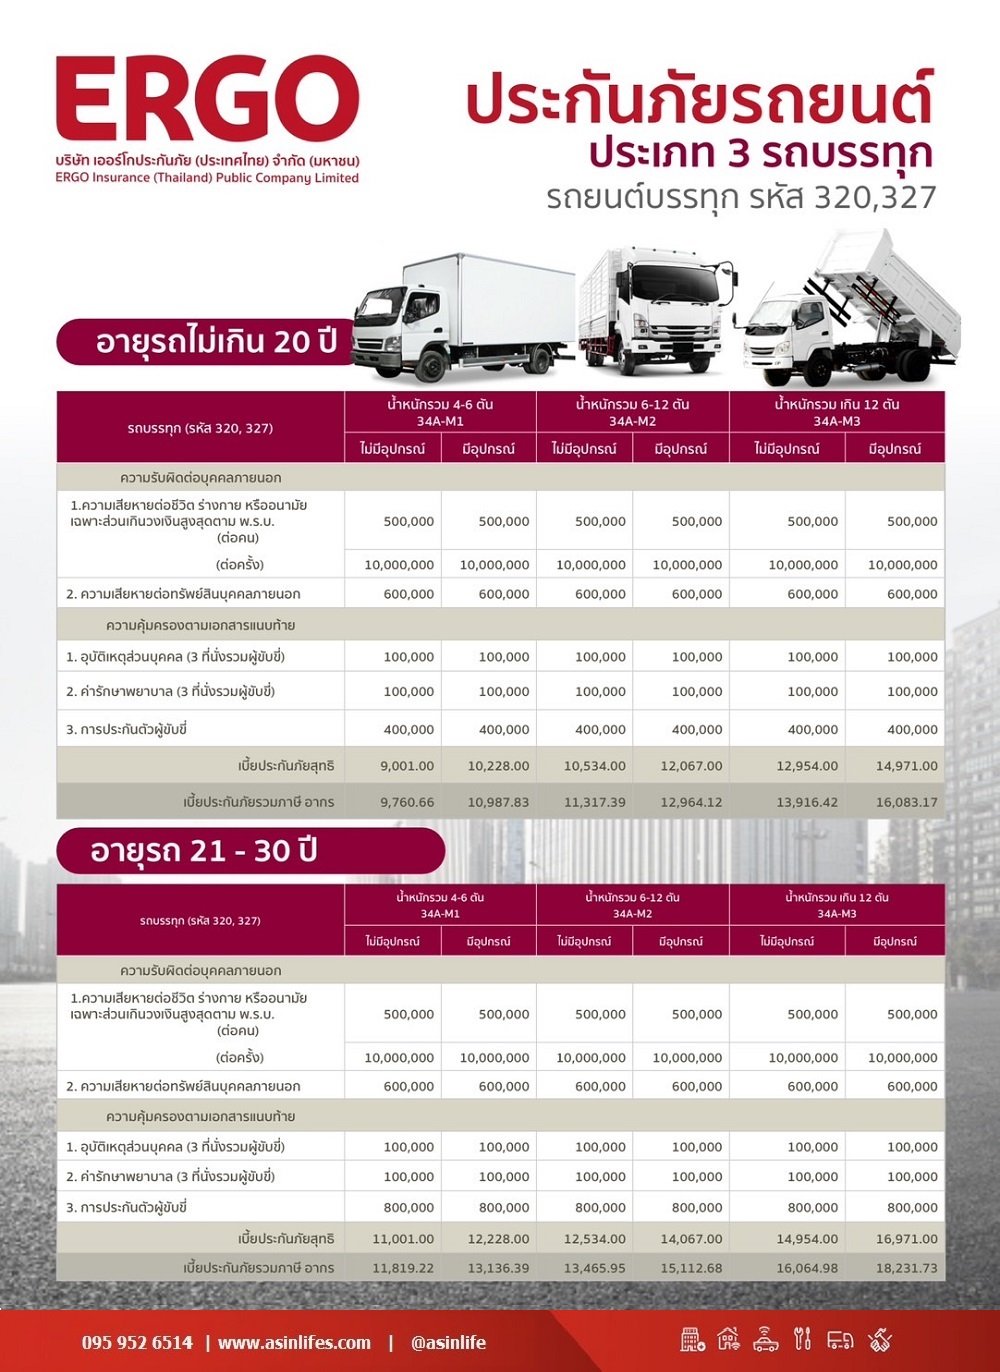 ERGO
บริษัท เออร์โกประกันภัย (ประเทศไทย) จำกัด (มหาชน)
ERGO Insurance (Thailand) Public Company Limited
ประกันภัยรถยนต์
ประเภท 3 รถบรรทุก
รถยนต์บรรทุก รหัส 320,327
อายุรถไม่เกิน 20 ปี
รถบรรทุก (รหัส 320, 327) น้ำหนักรวม 4-6 ตัน น้ำหนักรวม 6-12 ตัน น้ำหนักรวม เกิน 12 ตัน
34A-M1 34A-M2 34A-M3
ไม่มีอุปกรณ์ มีอุปกรณ์ ไม่มีอุปกรณ์ มีอุปกรณ์ ไม่มีอุปกรณ์ มีอุปกรณ์
ความรับผิดต่อบุคคลภายนอก
1.ความเสียหายต่อชีวิต ร่างกาย หรืออนามัย
เฉพาะส่วนเกินวงเงินสูงสุดตาม พ.ร.บ. 500,000 500,000 500,000 500,000 500,000 500,000
(ต่อคน)
(ต่อครั้ง) 10,000,000 10,000,000 10,000,000 10,000,000 10,000,000 10,000,000
2. ความเสียหายต่อทรัพย์สินบุคคลภายนอก 600,000 600,000 600,000 600,000 600,000 600,000
ความคุ้มครองตามเอกสารแนบท้าย
1. อุบัติเหตุส่วนบุคคล (3 ที่นั่งรวมผู้ขับขี่) 100,000 100,000 100,000 100,000 100,000 100,000
2. ค่ารักษาพยาบาล (3 ที่นั่งรวมผู้ขับขี่) 100,000 100,000 100,000 100,000 100,000 100,000
3. การประกันตัวผู้ขับขี่ 400,000 400,000 400,000 400,000 400,000 400,000
เบี้ยประกันภัยสุทธิ 9,001.00 10,228.00 10,534.00 12,067.00 12,954.00 14,971.00
เบี้ยประกันภัยรวมภาษี อากร 9,760.66 10,987.83 11,317.39 12,964.12 13,916.42 16,083.17
อายุรถ 21 - 30 ปี
รถบรรทุก (รหัส 320, 327) น้ำหนักรวม 4-6 ตัน น้ำหนักรวม 6-12 ตัน น้ำหนักรวม เกิน 12 ตัน
34A-M1 34A-M2 34A-M3
ไม่มีอุปกรณ์ มีอุปกรณ์ ไม่มีอุปกรณ์ มีอุปกรณ์ ไม่มีอุปกรณ์ มีอุปกรณ์
ความรับผิดต่อบุคคลภายนอก
1.ความเสียหายต่อชีวิต ร่างกาย หรืออนามัย
เฉพาะส่วนเกินวงเงินสูงสุดตาม พ.ร.บ. 500,000 500,000 500,000 500,000 500,000 500,000
(ต่อคน)
(ต่อครั้ง) 10,000,000 10,000,000 10,000,000 10,000,000 10,000,000 10,000,000
2. ความเสียหายต่อทรัพย์สินบุคคลภายนอก 600,000 600,000 600,000 600,000 600,000 600,000
ความคุ้มครองตามเอกสารแนบท้าย
1. อุบัติเหตุส่วนบุคคล (3 ที่นั่งรวมผู้ขับขี่) 100,000 100,000 100,000 100,000 100,000 100,000
2. ค่ารักษาพยาบาล (3 ที่นั่งรวมผู้ขับขี่) 100,000 100,000 100,000 100,000 100,000 100,000
3. การประกันตัวผู้ขับขี่ 800,000 800,000 800,000 800,000 800,000 800,000
เบี้ยประกันภัยสุทธิ 11,001.00 12,228.00 12,534.00 14,067.00 14,954.00 16,971.00
เบี้ยประกันภัยรวมภาษี อากร 11,819.22 13,136.39 13,465.95 15,112.68 16,064.98 18,231.73
095 952 6514 | www.asinlifes.com | @asinlife